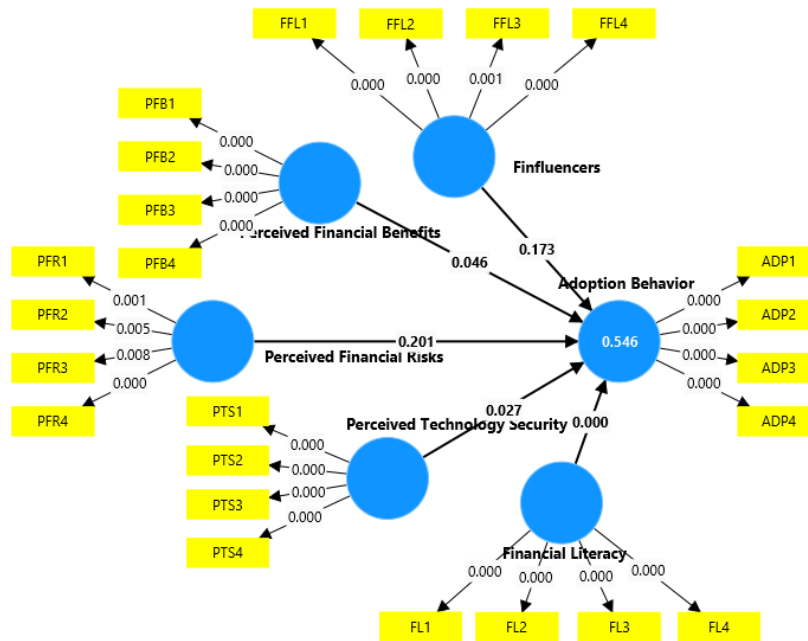 FFL1
FFL2
FFL3
FFL4
0.000
0.000
0.001
0.000
Finfluencers
PFB1
PFB2
PFB3
PFB4
0.000
0.000
0.000
0.000
Perceived Financial Benefits
0.046
0.173
PFR1
PFR2
PFR3
PFR4
0.001
0.005
0.008
0.000
Perceived Financial Risks
0.201
Adoption Behavior
0.546
ADP1
ADP2
ADP3
ADP4
0.000
0.000
0.000
0.000
PTS1
PTS2
PTS3
PTS4
0.000
0.000
0.000
0.000
Perceived Technology Security
0.027
0.000
Financial Literacy
0.000
0.000
0.000
0.000
FL1
FL2
FL3
FL4